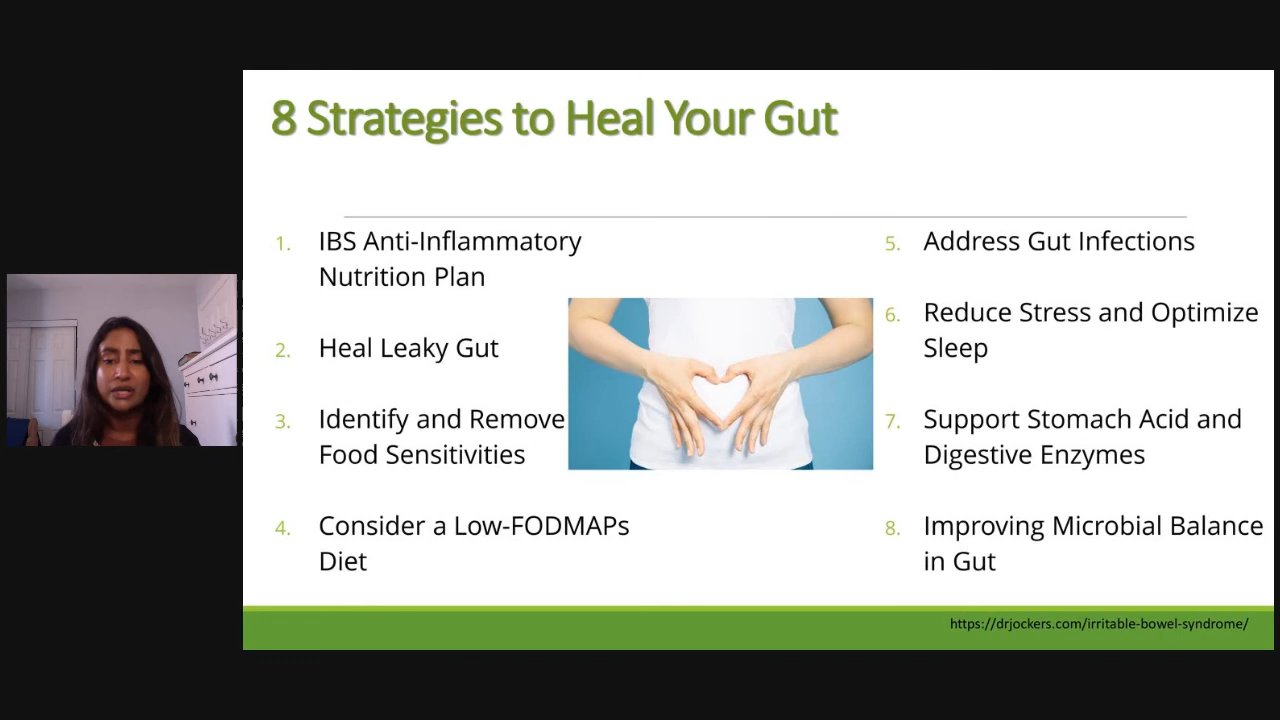 8 Strategies to Heal Your Gut
1. IBS Anti-Inflammatory
Nutrition Plan
2. Heal Leaky Gut
3. Identify and Remove
Food Sensitivities
4. Consider a Low-FODMAPs
Diet
5. Address Gut Infections
6. Reduce Stress and Optimize
Sleep
7. Support Stomach Acid and
Digestive Enzymes
8. Improving Microbial Balance
in Gut
https://drjockers.com/irritable-bowel-syndrome/